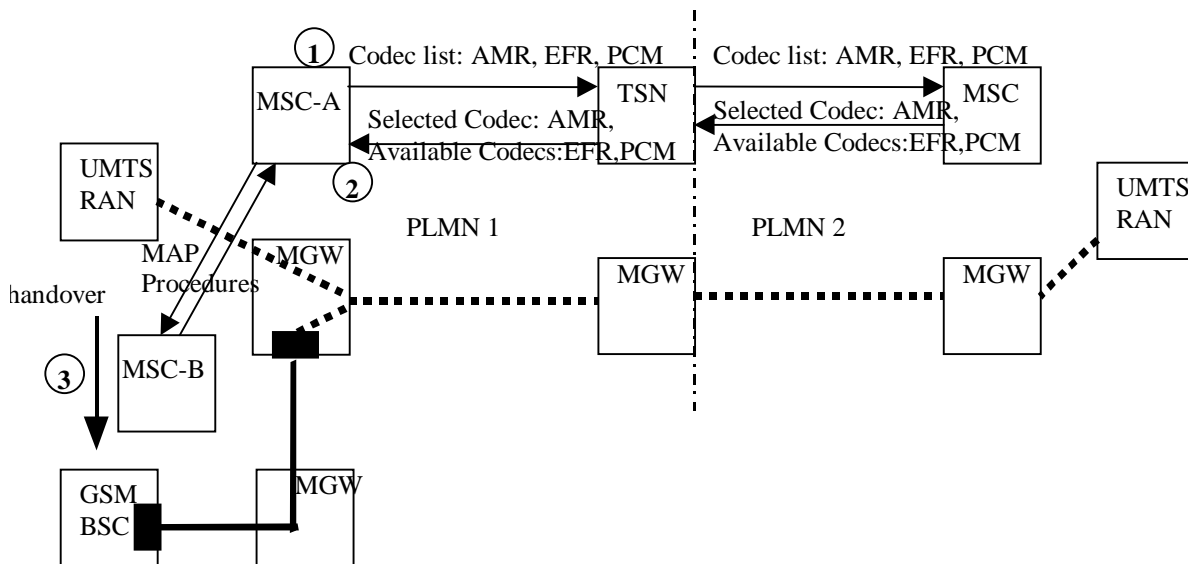 1
Codec list: AMR, EFR, PCM
Codec list: AMR, EFR, PCM
MSC-A
TSN
MSC
Selected Codec: AMR,
Available Codecs:EFR,PCM
Selected Codec: AMR,
Available Codecs:EFR,PCM
2
UMTS
RAN
UMTS
RAN
PLMN 1
PLMN 2
MAP
Procedures
MGW
MGW
MGW
handover
3
MSC-B
GSM
BSC
MGW